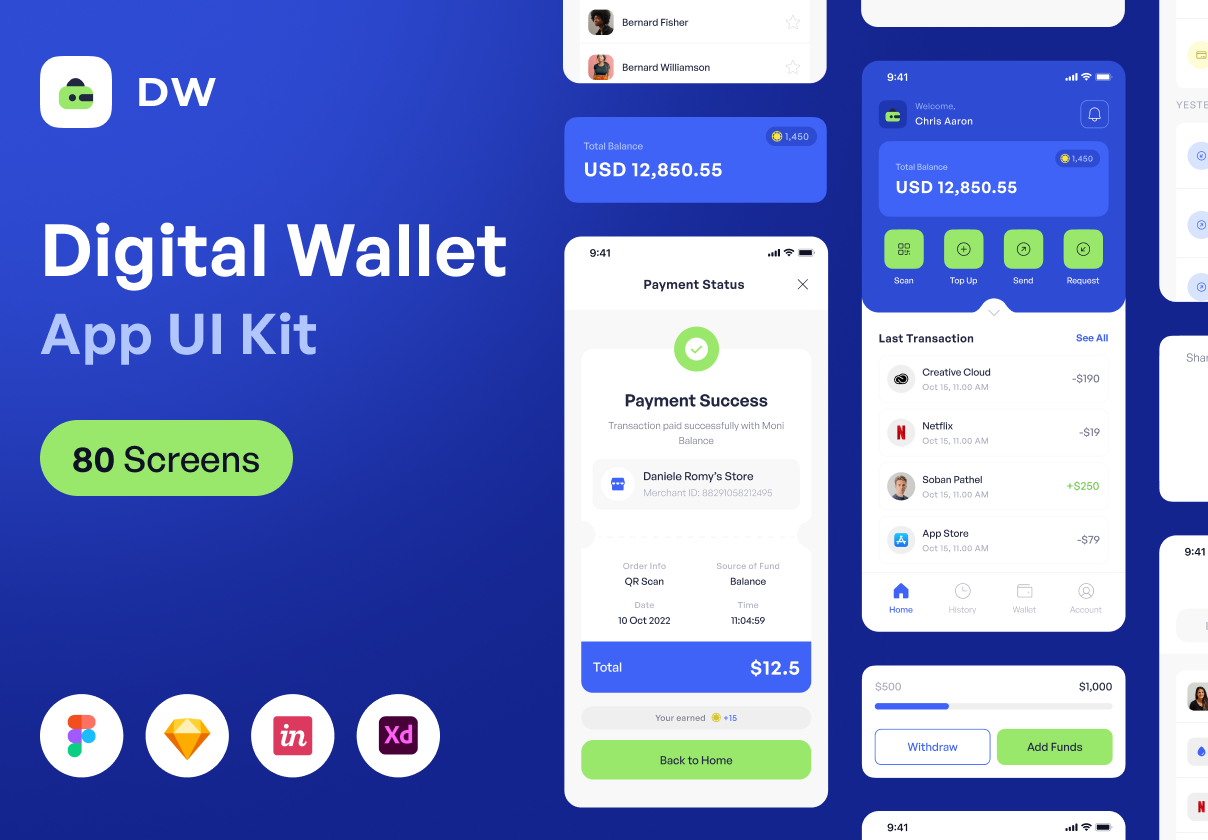 DW
Digital Wallet
App UI Kit
80 Screens
in
Xd
Bernard Fisher
Bernard Williamson
1,450
Total Balance
USD 12,850.55
9:41
Payment Status
Payment Success
Transaction paid successfully with Moni
Balance
Daniele Romy's Store
Merchant ID: 88291058212495
Order Info
Source of Fund
QR Scan
Balance
Date
Time
10 Oct 2022
11:04:59
Total
$12.5
Your earned
+15
Back to Home
9:41
Welcome,
Chris Aaron
1,450
Total Balance
USD 12,850.55
Scan
Top Up
Send
Request
Last Transaction
See All
Creative Cloud
Oct 15, 11.00 AM
-$190
Netflix
Oct 15, 11.00 AM
-$19
Soban Pathel
Oct 15, 11.00 AM
+$250
App Store
Oct 15, 11.00 AM
-$79
Home
History
Wallet
Account
$500
$1,000
Withdraw
Add Funds
9:41
YESTE
Shar
9:41